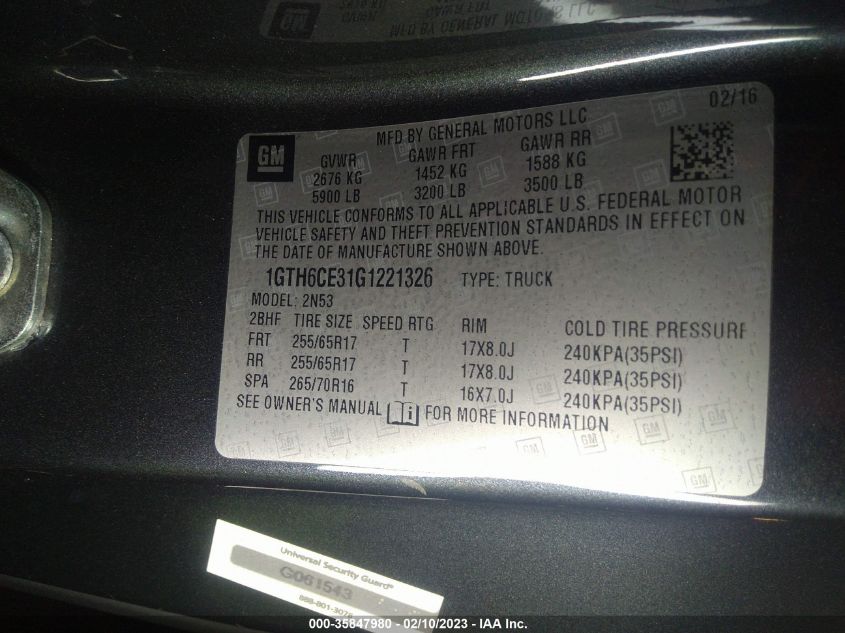 02/16
MFD BY GENERAL MOTORS LLC
GM
GVWR GAWR FRT GAWR RR
2676 KG 1452 KG 1588 KG
5900 LB 3200 LB 3500 LB
THIS VEHICLE CONFORMS TO ALL APPLICABLE U.S. FEDERAL MOTOR
VEHICLE SAFETY AND THEFT PREVENTION STANDARDS IN EFFECT ON
THE DATE OF MANUFACTURE SHOWN ABOVE.
1GTH6CE31G1221326 TYPE: TRUCK
MODEL: 2N53
2BHF TIRE SIZE SPEED RTG RIM COLD TIRE PRESSURE
FRT 255/65R17 T 17X8.0J 240KPA(35PSI)
RR 255/65R17 T 17X8.0J 240KPA(35PSI)
SPA 265/70R16 T 16X7.0J 240KPA(35PSI)
SEE OWNER'S MANUAL i FOR MORE INFORMATION
Universal Security Guard®
G061543
888-801-3076
000-35847980 - 02/10/2023 - IAA Inc.